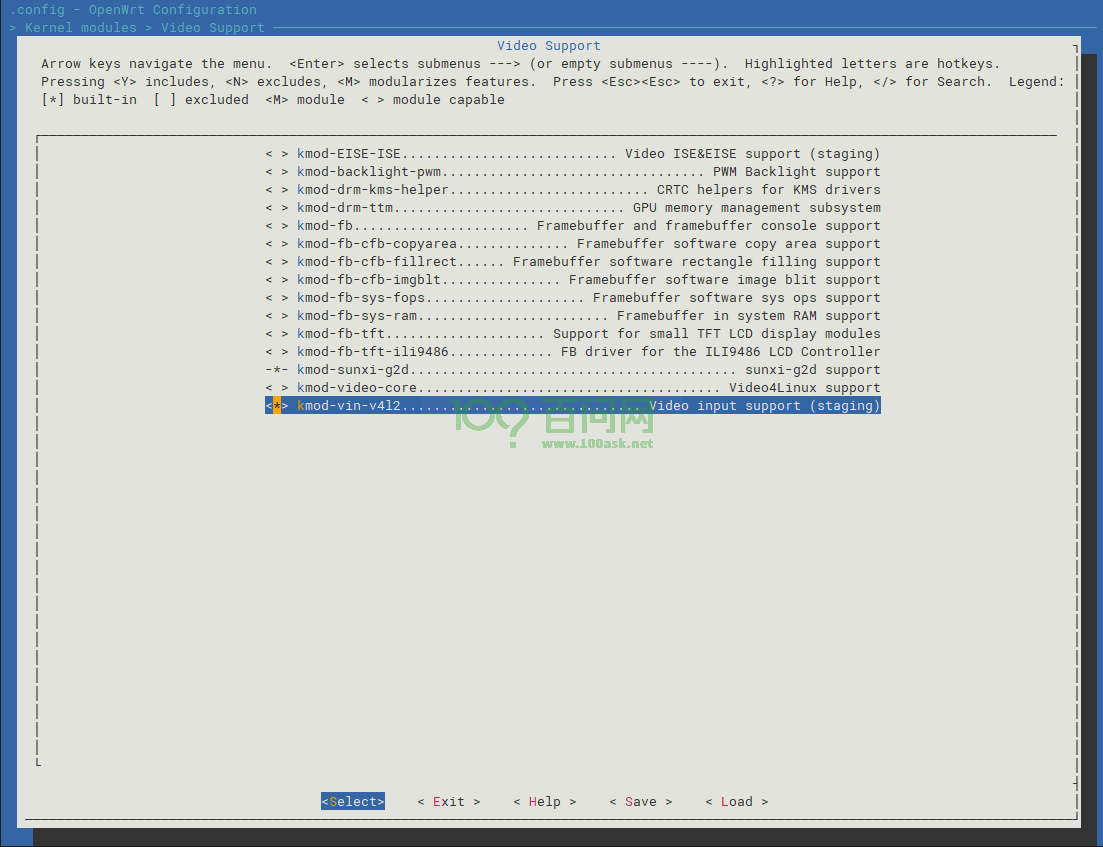 .config - OpenWrt Configuration
> Kernel modules > Video Support
Video Support
Arrow keys navigate the menu.  <Enter> selects submenus ---> (or empty submenus ----).  Highlighted letters are hotkeys.
Pressing <Y> includes, <N> excludes, <M> modularizes features.  Press <Esc><Esc> to exit, <?> for Help, </> for Search.  Legend:
[*] built-in  [ ] excluded  <M> module  < > module capable
< > kmod-EISE-ISE........................... Video ISE&EISE support (staging)
< > kmod-backlight-pwm................................. PWM Backlight support
< > kmod-drm-kms-helper......................... CRTC helpers for KMS drivers
< > kmod-drm-ttm............................. GPU memory management subsystem
< > kmod-fb...................... Framebuffer and framebuffer console support
< > kmod-fb-cfb-copyarea.............. Framebuffer software copy area support
< > kmod-fb-cfb-fillrect...... Framebuffer software rectangle filling support
< > kmod-fb-cfb-imgblt............... Framebuffer software image blit support
< > kmod-fb-sys-fops.................... Framebuffer software sys ops support
< > kmod-fb-sys-ram........................ Framebuffer in system RAM support
< > kmod-fb-tft.................... Support for small TFT LCD display modules
< > kmod-fb-tft-ili9486............. FB driver for the ILI9486 LCD Controller
-*- kmod-sunxi-g2d......................................... sunxi-g2d support
< > kmod-video-core...................................... Video4Linux support
<*> kmod-vin-v4l2.............................. Video input support (staging)
100? 百问网
www.100ask.net
<Select>    < Exit >    < Help >    < Save >    < Load >